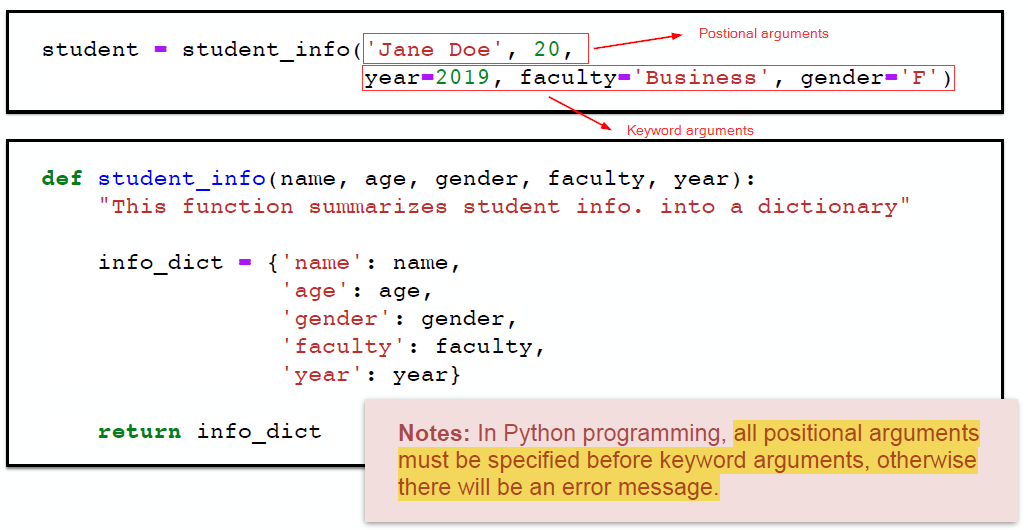 student = student_info('Jane Doe', 20,
Postional arguments
year=2019, faculty='Business', gender='F')
Keyword arguments
def student_info(name, age, gender, faculty, year):
"This function summarizes student info. into a dictionary"
info_dict = {'name': name,
'age': age,
'gender': gender,
'faculty': faculty,
'year': year}
return info_dict
Notes: In Python programming, all positional arguments
must be specified before keyword arguments, otherwise
there will be an error message.